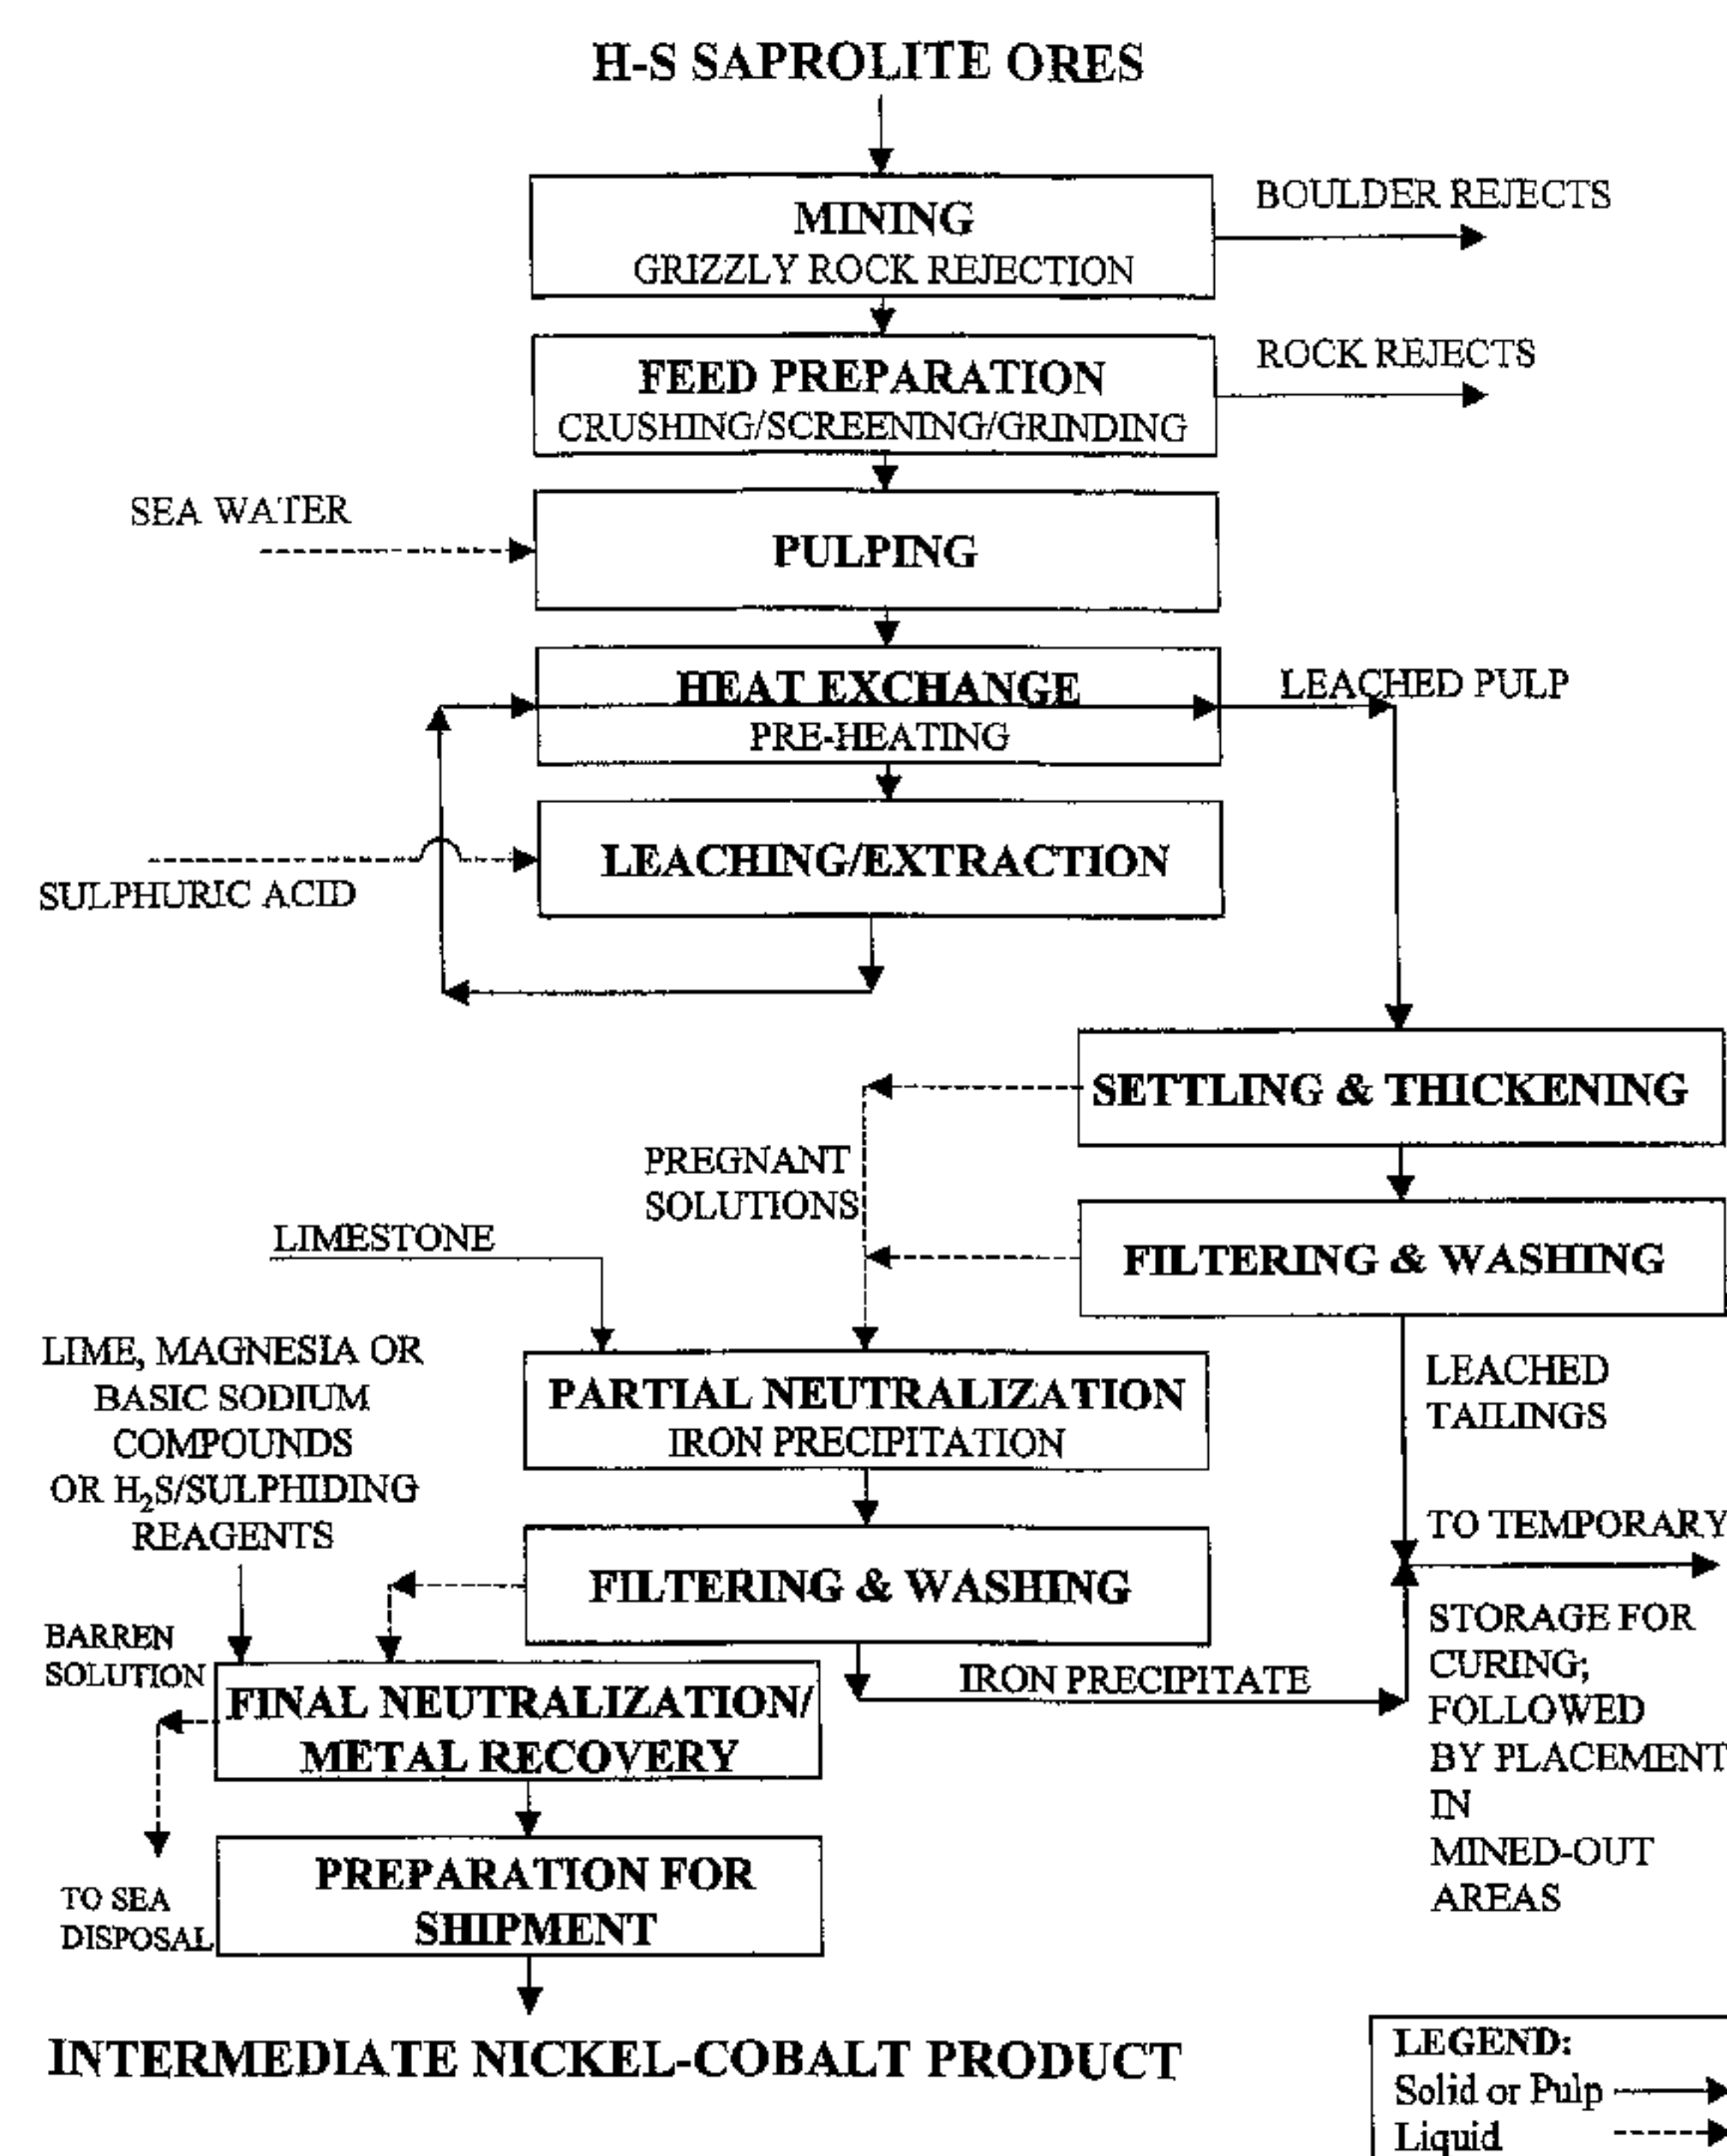 H-S SAPROLITE ORES
MINING
GRIZZLY ROCK REJECTION
BOULDER REJECTS
FEED PREPARATION
CRUSHING/SCREENING/GRINDING
ROCK REJECTS
SEA WATER
PULPING
HEAT EXCHANGE
PRE-HEATING
LEACHED PULP
LEACHING/EXTRACTION
SULPHURIC ACID
SETTLING & THICKENING
PREGNANT
SOLUTIONS
FILTERING & WASHING
LIMESTONE
LIME, MAGNESIA OR
BASIC SODIUM
COMPOUNDS
OR H₂S/SULPHIDING
REAGENTS
PARTIAL NEUTRALIZATION
IRON PRECIPITATION
LEACHED
TAILINGS
FILTERING & WASHING
TO TEMPORARY
STORAGE FOR
CURING;
FOLLOWED
BY PLACEMENT
IN
MINED-OUT
AREAS
IRON PRECIPITATE
BARREN
SOLUTION
FINAL NEUTRALIZATION/
METAL RECOVERY
TO SEA
DISPOSAL
PREPARATION FOR
SHIPMENT
INTERMEDIATE NICKEL-COBALT PRODUCT
LEGEND:
Solid or Pulp
Liquid